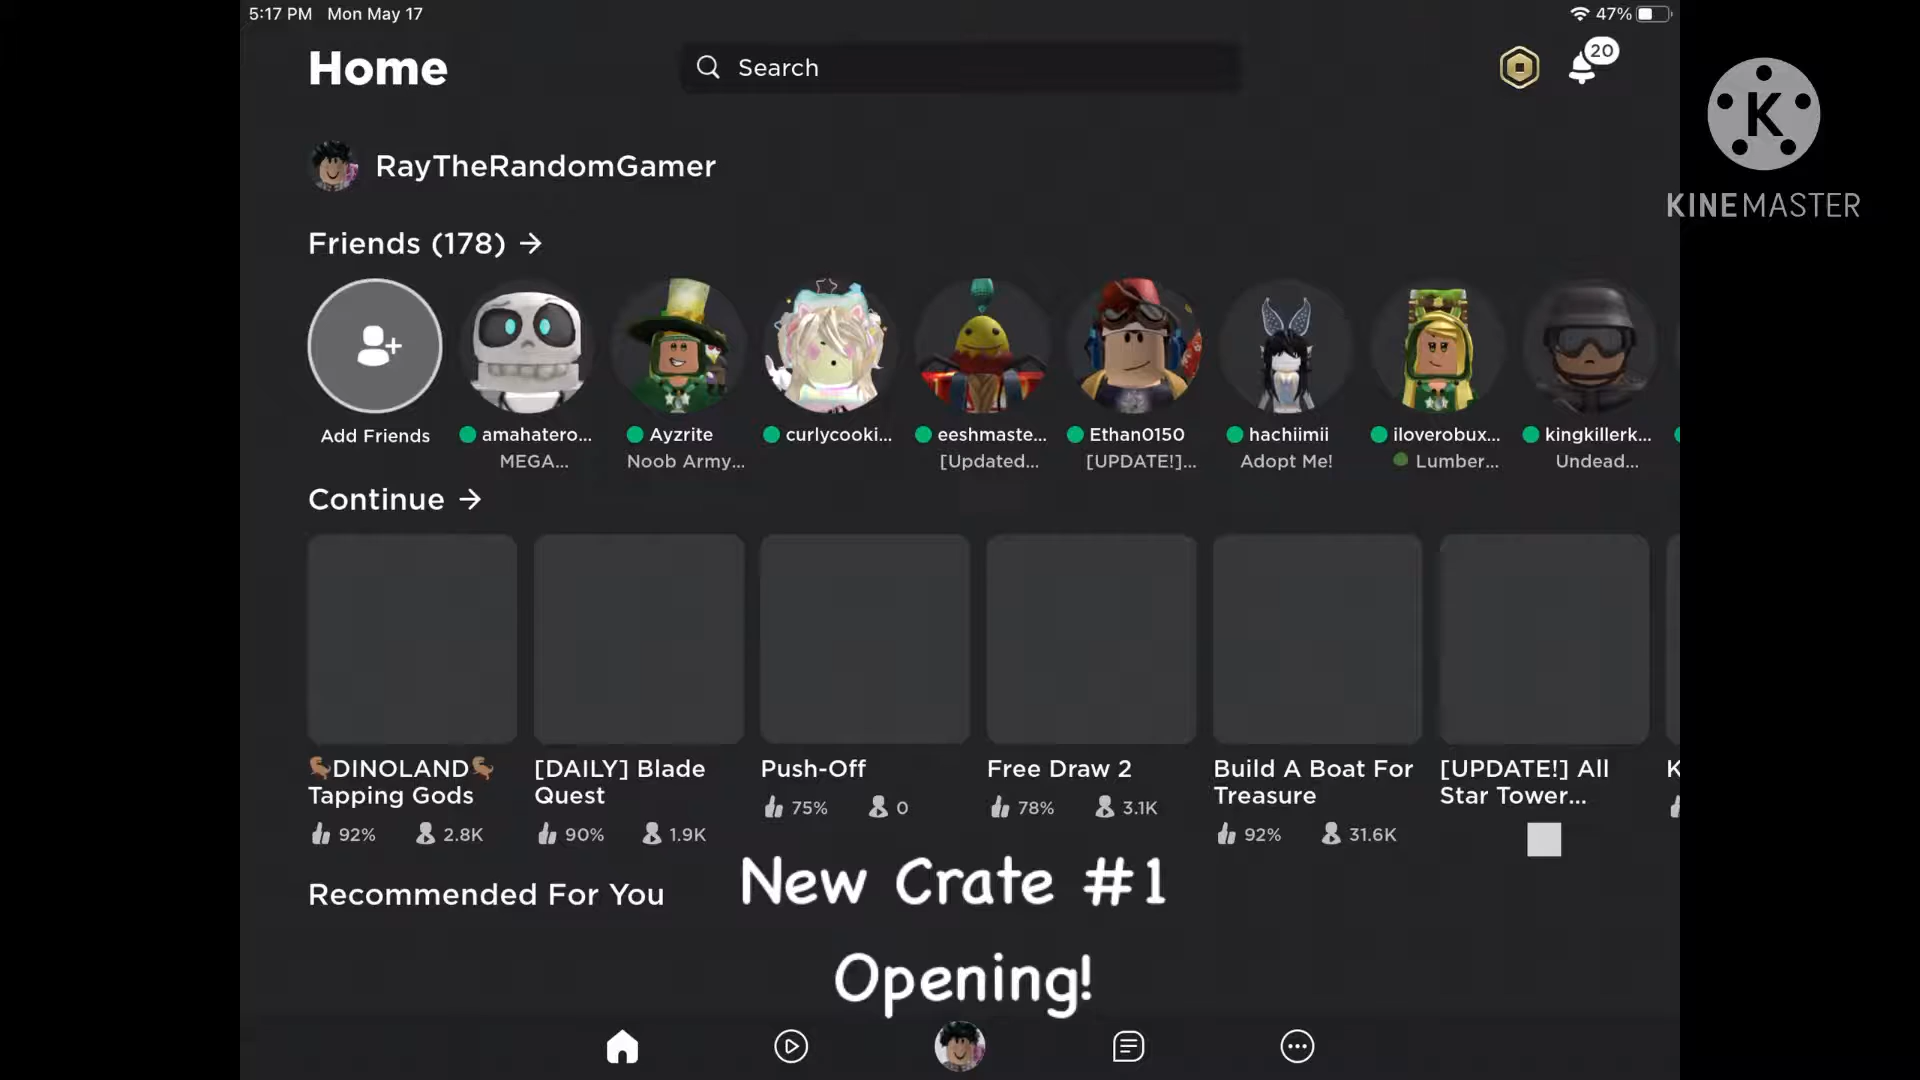 5:17 PM Mon May 17
47%
Home
Search
20
K
KINEMASTER
RayTheRandomGamer
Friends (178) →
Add Friends
amahatero...
MEGA...
Ayzrite
Noob Army...
curlycooki...
eeshmaste...
[Updated...
Ethan0150
[UPDATE!]...
hachiimii
Adopt Me!
iloverobux...
Lumber...
kingkillerk...
Undead...
Continue →
🦖DINOLAND🦖
Tapping Gods
92% 2.8K
[DAILY] Blade
Quest
90% 1.9K
Push-Off
75% 0
Free Draw 2
78% 3.1K
Build A Boat For
Treasure
92% 31.6K
[UPDATE!] All
Star Tower...
K
Recommended For You
New Crate #1
Opening!